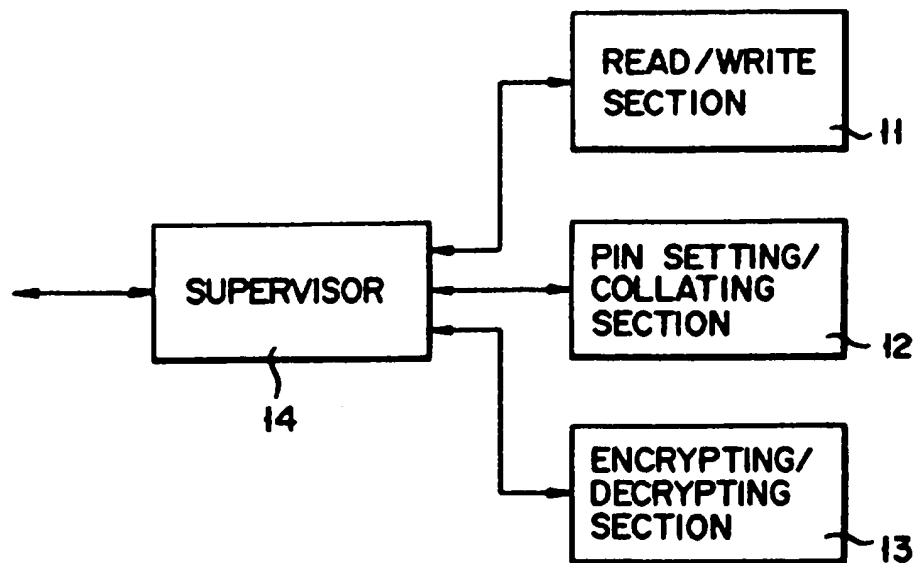 READ/WRITE
SECTION
11
SUPERVISOR
14
PIN SETTING/
COLLATING
SECTION
12
ENCRYPTING/
DECRYPTING
SECTION
13